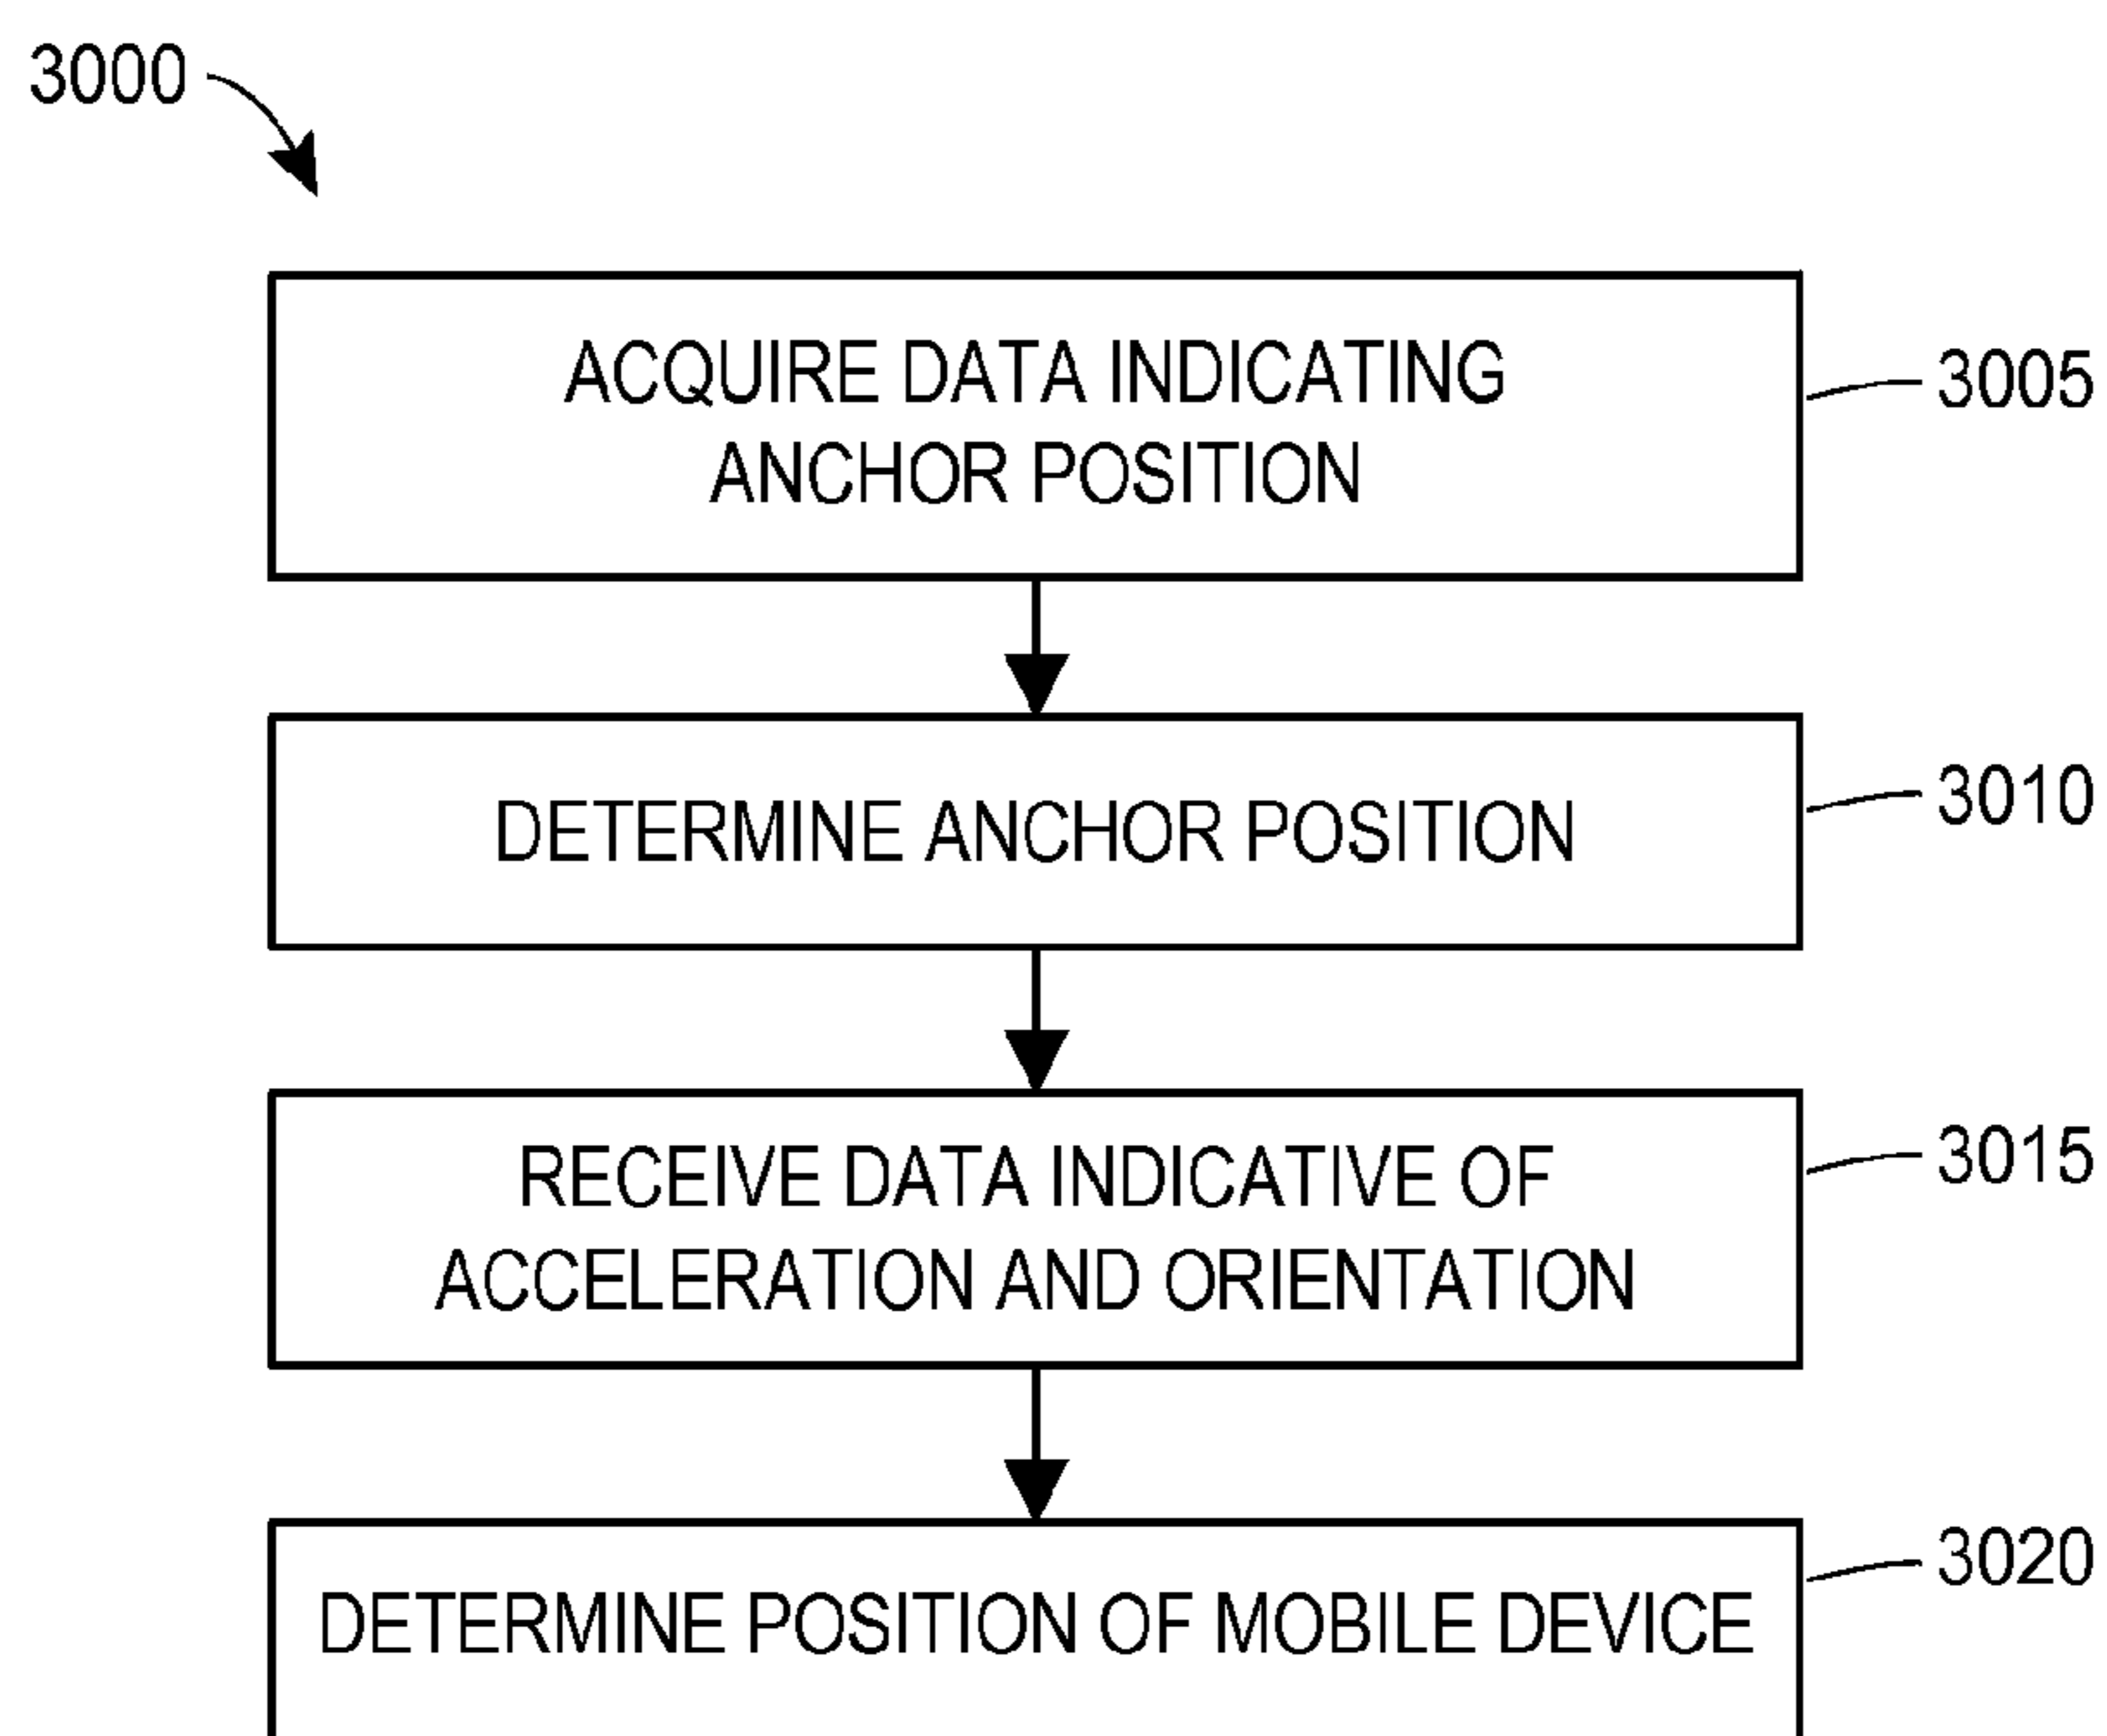 3000
ACQUIRE DATA INDICATING
ANCHOR POSITION
3005
DETERMINE ANCHOR POSITION
3010
RECEIVE DATA INDICATIVE OF
ACCELERATION AND ORIENTATION
3015
DETERMINE POSITION OF MOBILE DEVICE
3020